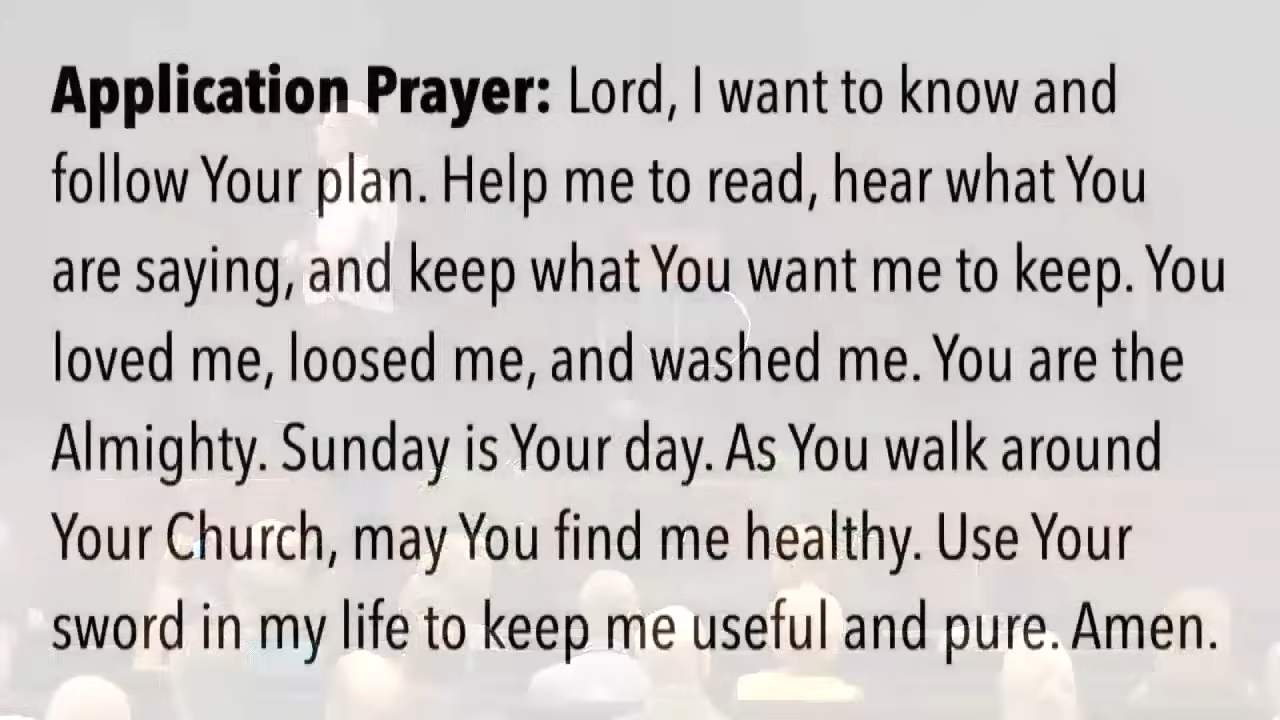 Application Prayer: Lord, I want to know and
follow Your plan. Help me to read, hear what You
are saying, and keep what You want me to keep. You
loved me, loosed me, and washed me. You are the
Almighty. Sunday is Your day. As You walk around
Your Church, may You find me healthy. Use Your
sword in my life to keep me useful and pure. Amen.